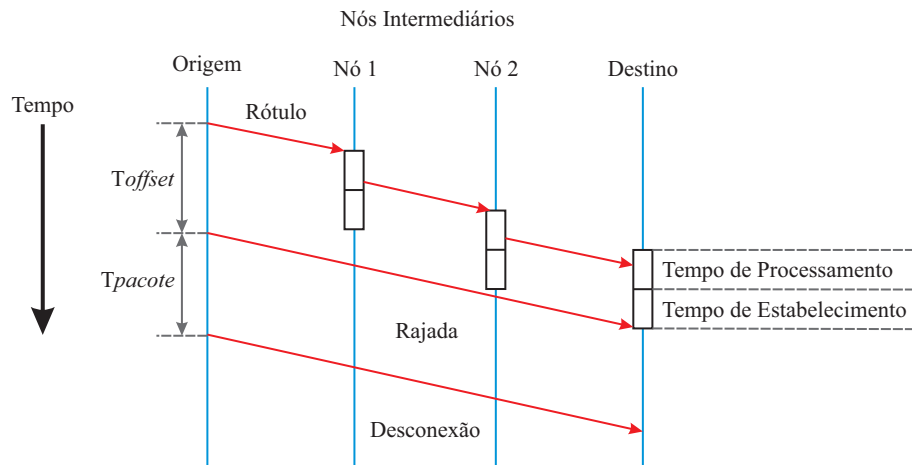 Nós Intermediários
Origem
Nó 1
Nó 2
Destino
Tempo
Rótulo
Toffset
Tpacote
Tempo de Processamento
Tempo de Estabelecimento
Rajada
Desconexão